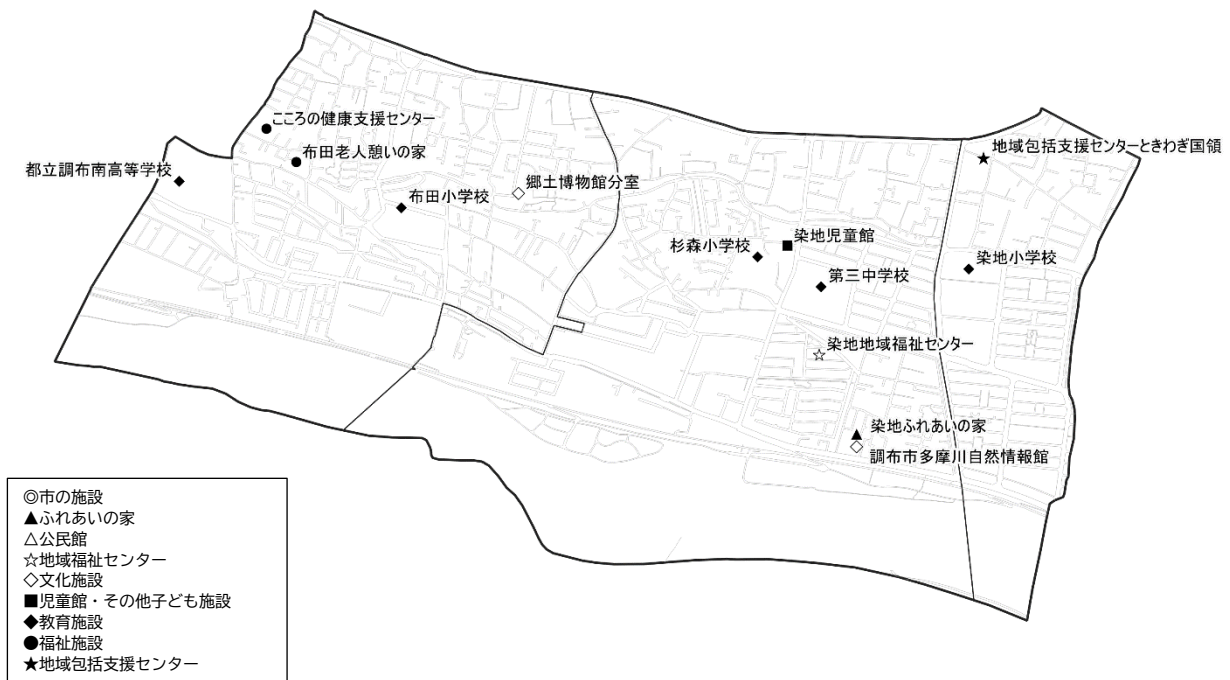 こころの健康支援センター
布田老人憩いの家
都立調布南高等学校
布田小学校
郷土博物館分室
地域包括支援センターときわぎ国領
杉森小学校
染地児童館
染地小学校
第三中学校
染地地域福祉センター
染地ふれあいの家
調布市多摩川自然情報館
◎市の施設
▲ふれあいの家
△公民館
☆地域福祉センター
◇文化施設
■児童館・その他子ども施設
◆教育施設
●福祉施設
★地域包括支援センター